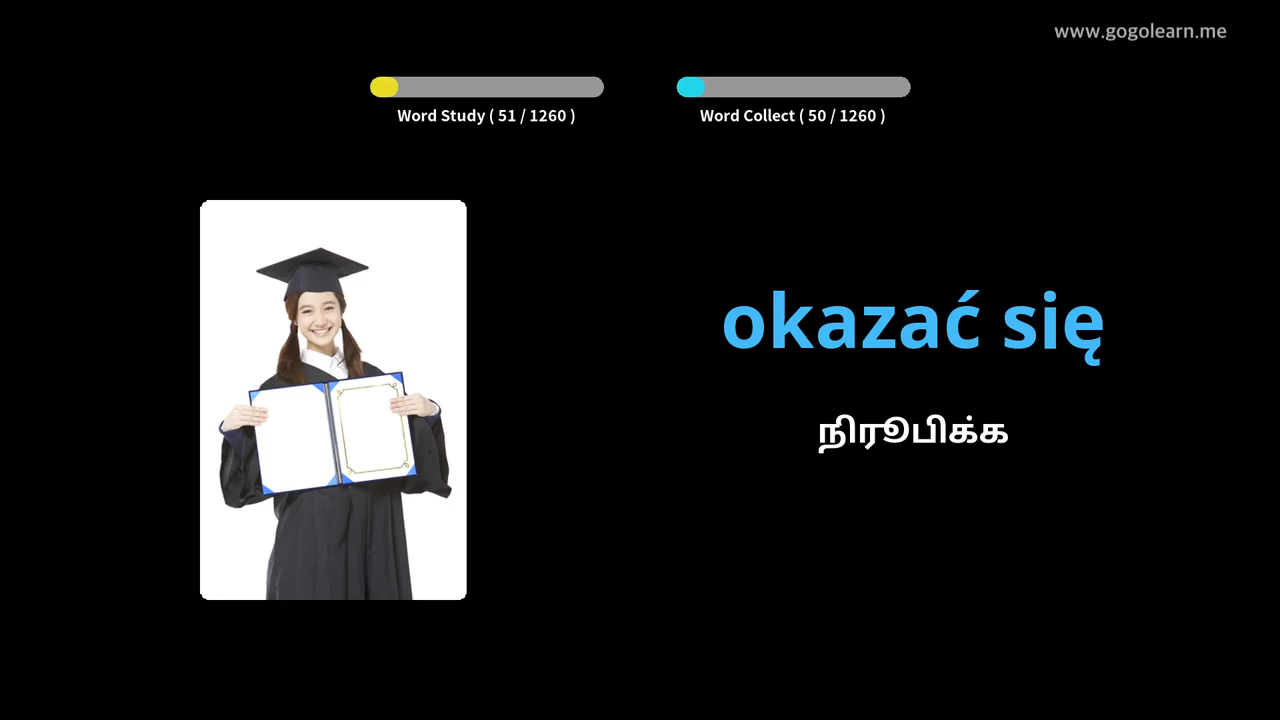 www.gogolearn.me
Word Study ( 51 / 1260 )
Word Collect ( 50 / 1260 )
okazać się
நிரூபிக்க